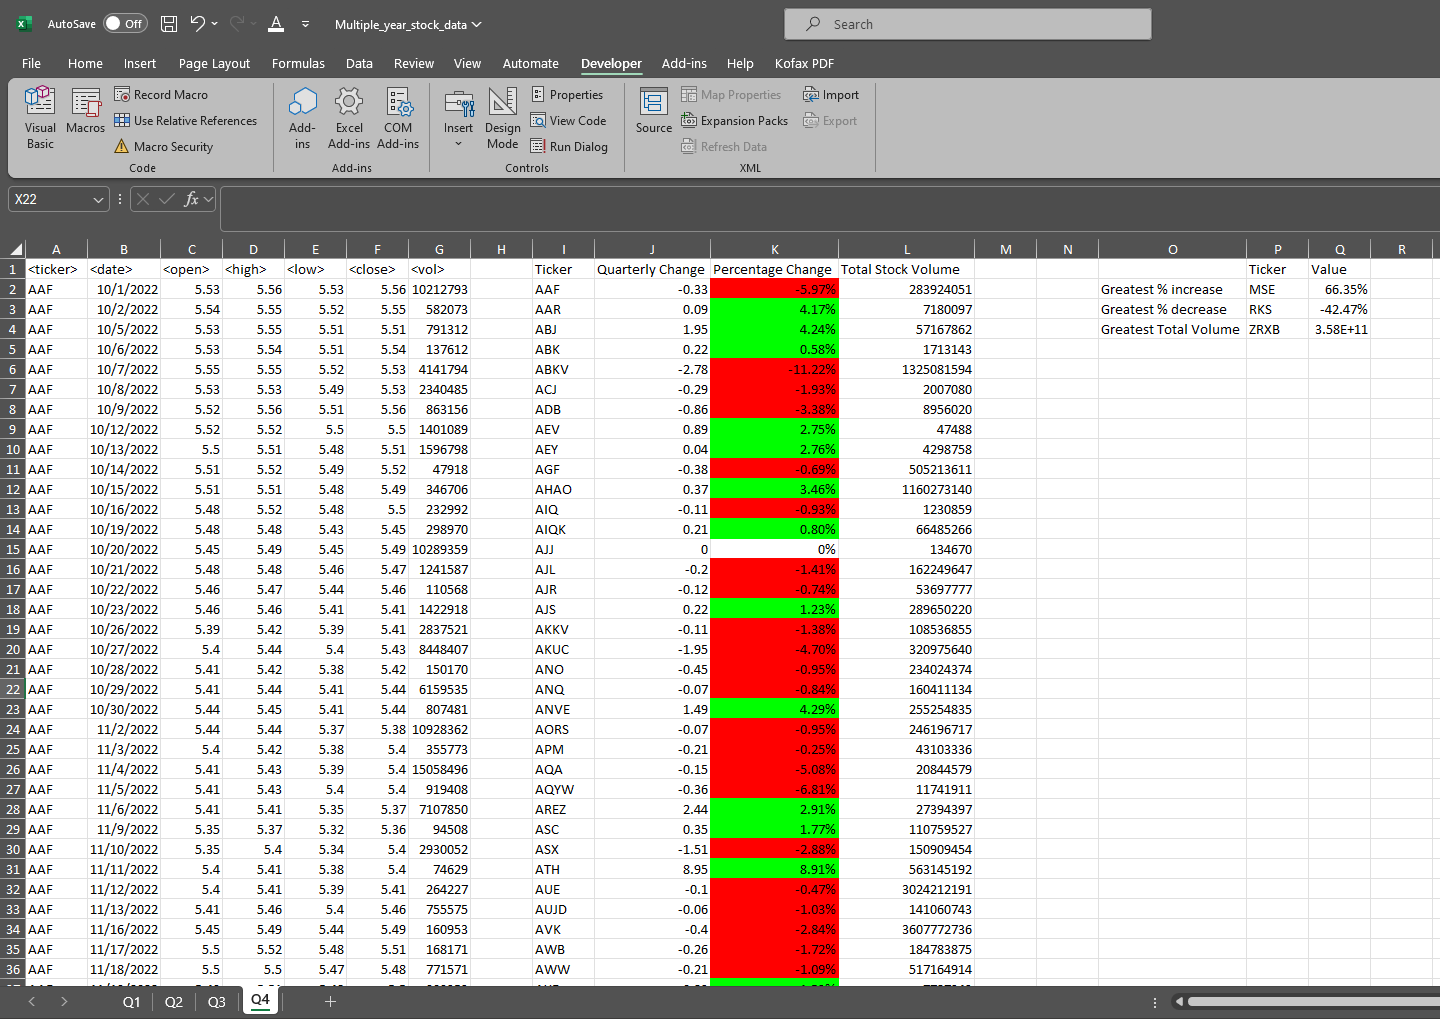 AutoSave Off Multiple_year_stock_data Search
File Home Insert Page Layout Formulas Data Review View Automate Developer Add-ins Help Kofax PDF
Visual Basic Macros Record Macro Use Relative References Macro Security Code
Add-ins Excel Add-ins COM Add-ins Add-ins
Insert Design Mode Properties View Code Run Dialog Controls
Source Map Properties Expansion Packs Refresh Data Import Export XML
X22 fx
A B C D E F G H I J K L M N O P Q R
1 <ticker> <date> <open> <high> <low> <close> <vol> Ticker Quarterly Change Percentage Change Total Stock Volume Ticker Value
2 AAF 10/1/2022 5.53 5.56 5.53 5.56 10212793 AAF -0.33 -5.97% 283924051 Greatest % increase MSE 66.35%
3 AAF 10/2/2022 5.54 5.55 5.52 5.55 582073 AAR 0.09 4.17% 7180097 Greatest % decrease RKS -42.47%
4 AAF 10/5/2022 5.53 5.55 5.51 5.51 791312 ABJ 1.95 4.24% 57167862 Greatest Total Volume ZRXB 3.58E+11
5 AAF 10/6/2022 5.53 5.54 5.51 5.54 137612 ABK 0.22 0.58% 1713143
6 AAF 10/7/2022 5.55 5.55 5.52 5.53 4141794 ABKV -2.78 -11.22% 1325081594
7 AAF 10/8/2022 5.53 5.53 5.49 5.53 2340485 ACJ -0.29 -1.93% 2007080
8 AAF 10/9/2022 5.52 5.56 5.51 5.56 863156 ADB -0.86 -3.38% 8956020
9 AAF 10/12/2022 5.52 5.52 5.5 5.5 1401089 AEV 0.89 2.75% 47488
10 AAF 10/13/2022 5.5 5.51 5.48 5.51 1596798 AEY 0.04 2.76% 4298758
11 AAF 10/14/2022 5.51 5.52 5.49 5.52 47918 AGF -0.38 -0.69% 505213611
12 AAF 10/15/2022 5.51 5.51 5.48 5.49 346706 AHAO 0.37 3.46% 1160273140
13 AAF 10/16/2022 5.48 5.52 5.48 5.5 232992 AIQ -0.11 -0.93% 1230859
14 AAF 10/19/2022 5.48 5.48 5.43 5.45 298970 AIQK 0.21 0.80% 66485266
15 AAF 10/20/2022 5.45 5.49 5.45 5.49 10289359 AJJ 0 0% 134670
16 AAF 10/21/2022 5.48 5.48 5.46 5.47 1241587 AJL -0.2 -1.41% 162249647
17 AAF 10/22/2022 5.46 5.47 5.44 5.46 110568 AJR -0.12 -0.74% 53697777
18 AAF 10/23/2022 5.46 5.46 5.41 5.41 1422918 AJS 0.22 1.23% 289650220
19 AAF 10/26/2022 5.39 5.42 5.39 5.41 2837521 AKKV -0.11 -1.38% 108536855
20 AAF 10/27/2022 5.4 5.44 5.4 5.43 8448407 AKUC -1.95 -4.70% 320975640
21 AAF 10/28/2022 5.41 5.42 5.38 5.42 150170 ANO -0.45 -0.95% 234024374
22 AAF 10/29/2022 5.41 5.44 5.41 5.44 6159535 ANQ -0.07 -0.84% 160411134
23 AAF 10/30/2022 5.44 5.45 5.41 5.44 807481 ANVE 1.49 4.29% 255254835
24 AAF 11/2/2022 5.44 5.44 5.37 5.38 10928362 AORS -0.07 -0.95% 246196717
25 AAF 11/3/2022 5.4 5.42 5.38 5.4 355773 APM -0.21 -0.25% 43103336
26 AAF 11/4/2022 5.41 5.43 5.39 5.4 15058496 AQA -0.15 -5.08% 20844579
27 AAF 11/5/2022 5.41 5.43 5.4 5.4 919408 AQYW -0.36 -6.81% 11741911
28 AAF 11/6/2022 5.41 5.41 5.35 5.37 7107850 AREZ 2.44 2.91% 27394397
29 AAF 11/9/2022 5.35 5.37 5.32 5.36 94508 ASC 0.35 1.77% 110759527
30 AAF 11/10/2022 5.35 5.4 5.34 5.4 2930052 ASX -1.51 -2.88% 150909454
31 AAF 11/11/2022 5.4 5.41 5.38 5.4 74629 ATH 8.95 8.91% 563145192
32 AAF 11/12/2022 5.4 5.41 5.39 5.41 264227 AUE -0.1 -0.47% 3024212191
33 AAF 11/13/2022 5.41 5.46 5.4 5.46 755575 AUJD -0.06 -1.03% 141060743
34 AAF 11/16/2022 5.45 5.49 5.44 5.49 160953 AVK -0.4 -2.84% 3607772736
35 AAF 11/17/2022 5.5 5.52 5.48 5.51 168171 AWB -0.26 -1.72% 184783875
36 AAF 11/18/2022 5.5 5.5 5.47 5.48 771571 AWW -0.21 -1.09% 517164914
Q1 Q2 Q3 Q4